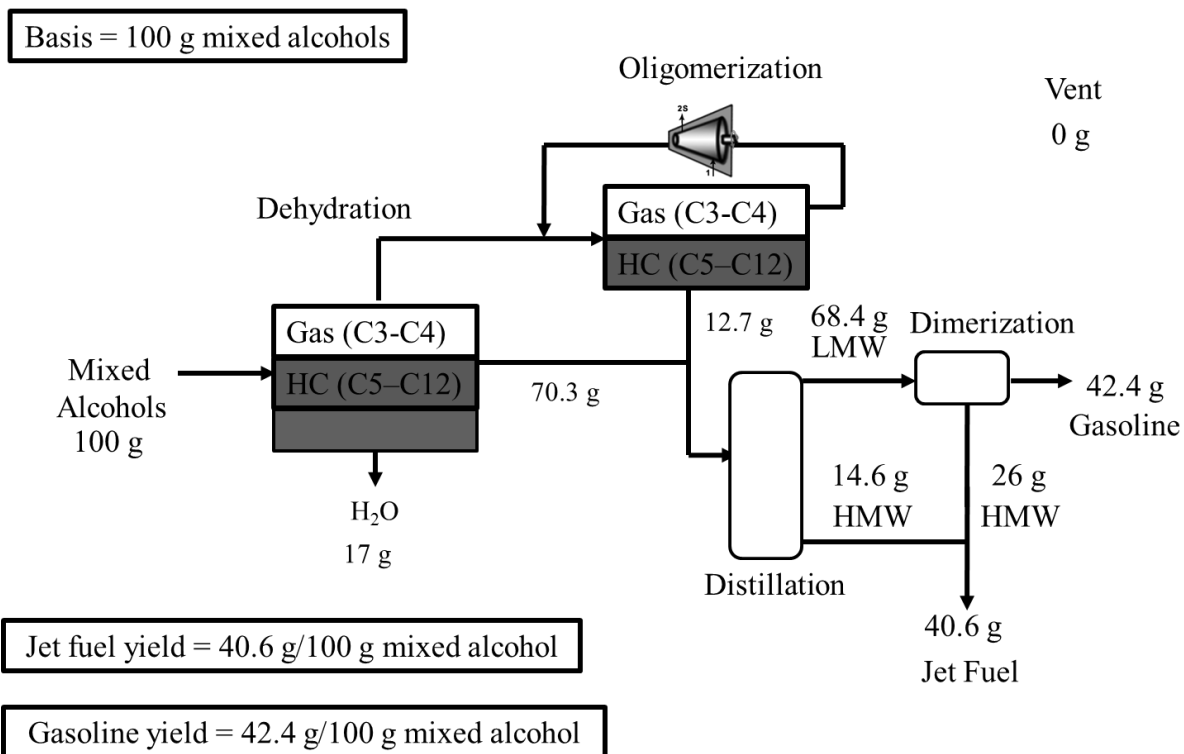 Basis = 100 g mixed alcohols
Oligomerization
Vent
0 g
2S
1
Dehydration
Gas (C3-C4)
HC (C5–C12)
12.7 g
Gas (C3-C4)
HC (C5–C12)
Mixed
Alcohols
100 g
70.3 g
68.4 g
LMW
Dimerization
42.4 g
Gasoline
14.6 g
HMW
26 g
HMW
H₂O
17 g
Distillation
40.6 g
Jet Fuel
Jet fuel yield = 40.6 g/100 g mixed alcohol
Gasoline yield = 42.4 g/100 g mixed alcohol